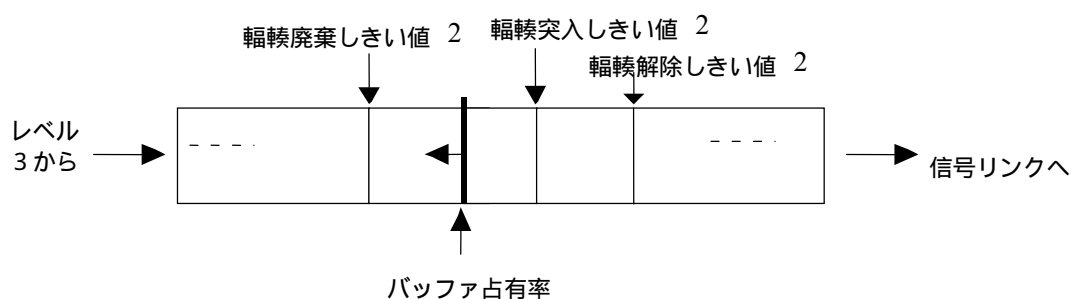 輻輳廃棄しきい値 2
輻輳突入しきい値 2
輻輳解除しきい値 2
レベル
3から
信号リンクへ
バッファ占有率